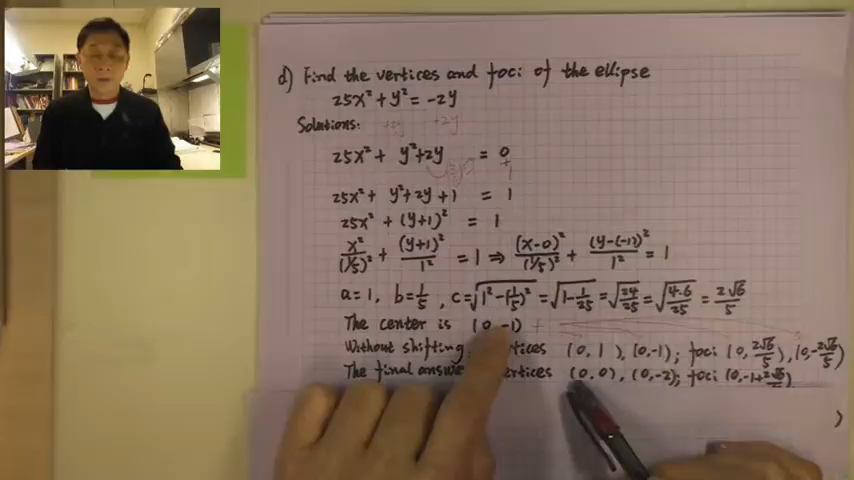 d) Find the vertices and foci of the ellipse
25x² + y² = -2y
Solutions: +2y +2y
25x² + y²+2y = 0
+
1
25x² + y²+2y+1 = 1
25x² + (y+1)² = 1
x²/(1/5)² + (y+1)²/1² = 1 ⇒ (x-0)²/(1/5)² + (y-(-1))²/1² = 1
a=1, b=1/5, c=√(1²-(1/5)²) = √(1-1/25) = √(24/25) = √(4·6/25) = 2√6/5
The center is (0,-1)
Without shifting, (0,1), (0,-1); foci (0, 2√6/5), (0,-2√6/5)
The final (0,0), (0,-2); foci (0,-1+2√6/5)
)